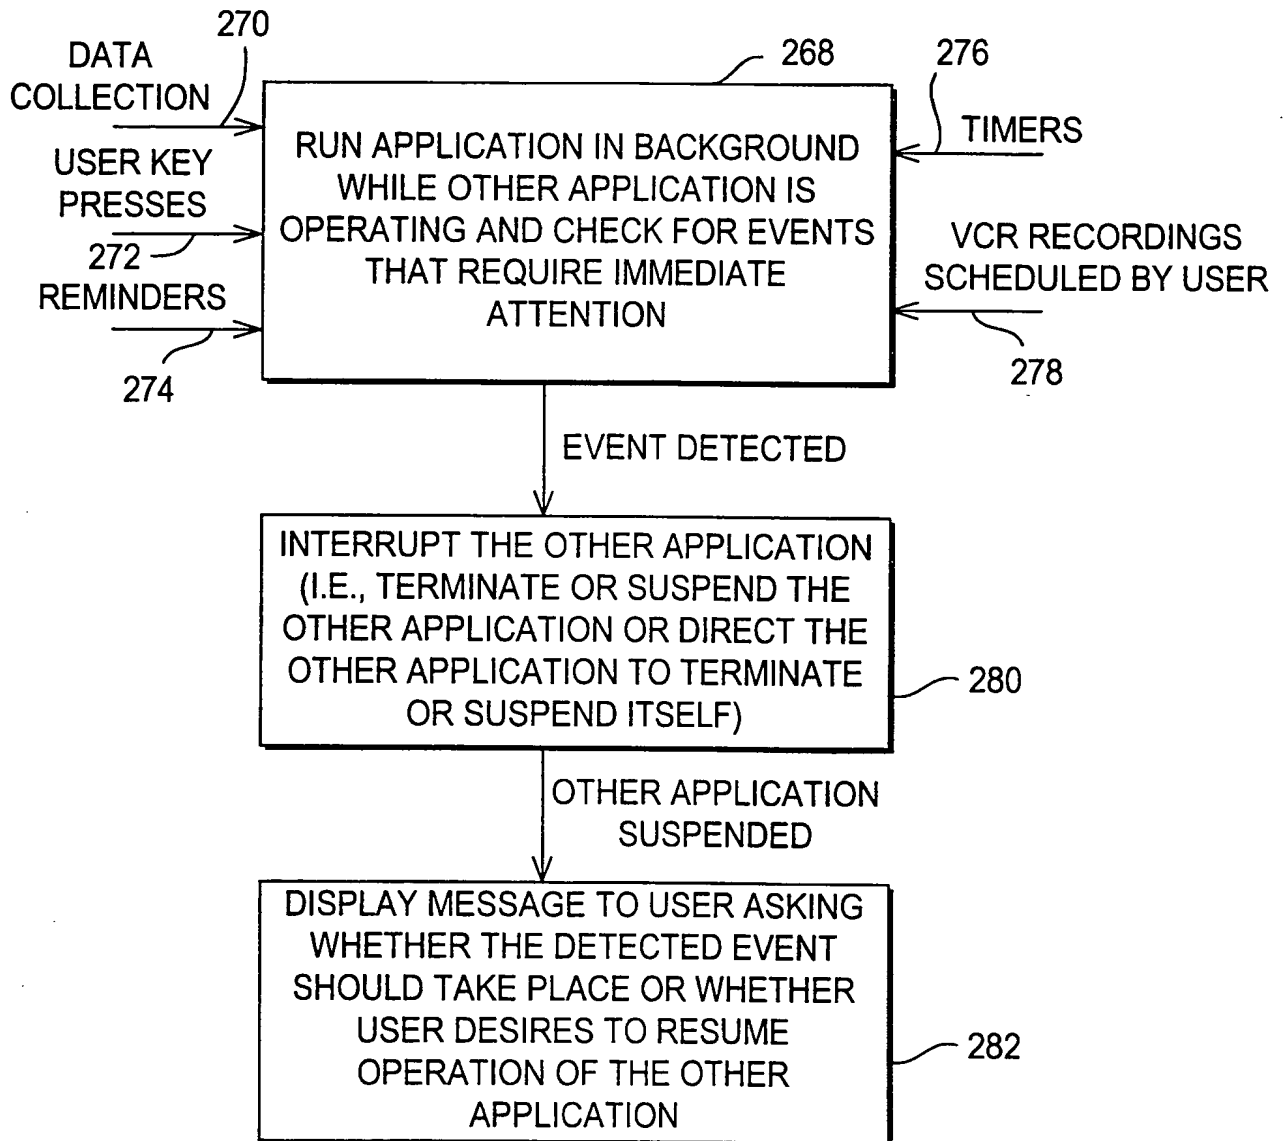 270
DATA
COLLECTION
268
276
TIMERS
USER KEY
PRESSES
272
REMINDERS
274
RUN APPLICATION IN BACKGROUND
WHILE OTHER APPLICATION IS
OPERATING AND CHECK FOR EVENTS
THAT REQUIRE IMMEDIATE
ATTENTION
VCR RECORDINGS
SCHEDULED BY USER
278
EVENT DETECTED
INTERRUPT THE OTHER APPLICATION
(I.E., TERMINATE OR SUSPEND THE
OTHER APPLICATION OR DIRECT THE
OTHER APPLICATION TO TERMINATE
OR SUSPEND ITSELF)
280
OTHER APPLICATION
SUSPENDED
DISPLAY MESSAGE TO USER ASKING
WHETHER THE DETECTED EVENT
SHOULD TAKE PLACE OR WHETHER
USER DESIRES TO RESUME
OPERATION OF THE OTHER
APPLICATION
282